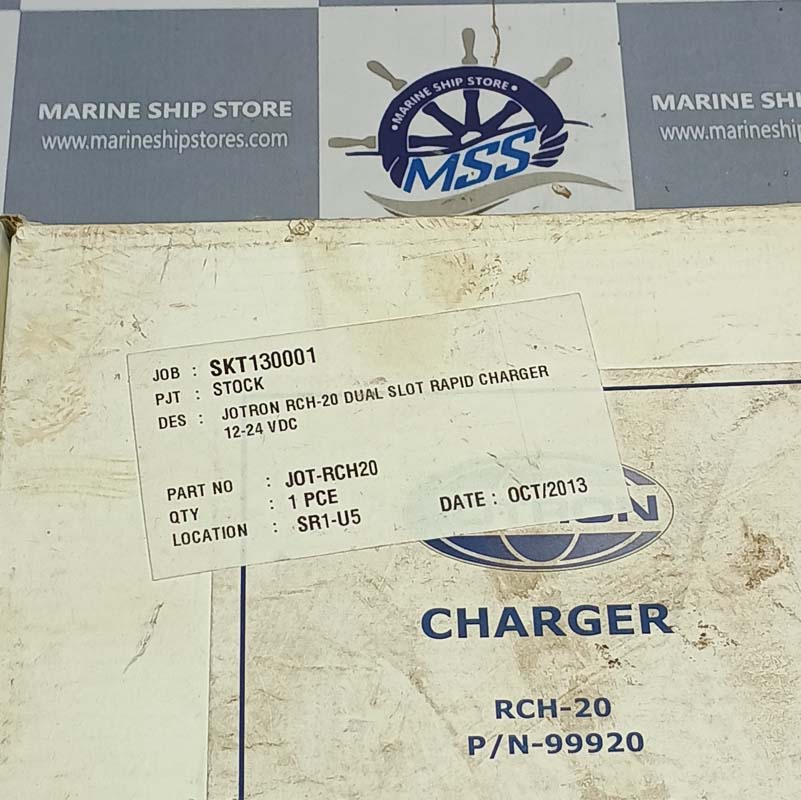 MARINE SHIP STORE
www.marineshipstores.com
• MARINE SHIP STORE •
MSS
MARINE SHI
www.marineship
JOB : SKT130001
PJT : STOCK
DES : JOTRON RCH-20 DUAL SLOT RAPID CHARGER
12-24 VDC
PART NO : JOT-RCH20
QTY : 1 PCE
LOCATION : SR1-U5
DATE : OCT/2013
CHARGER
RCH-20
P/N-99920